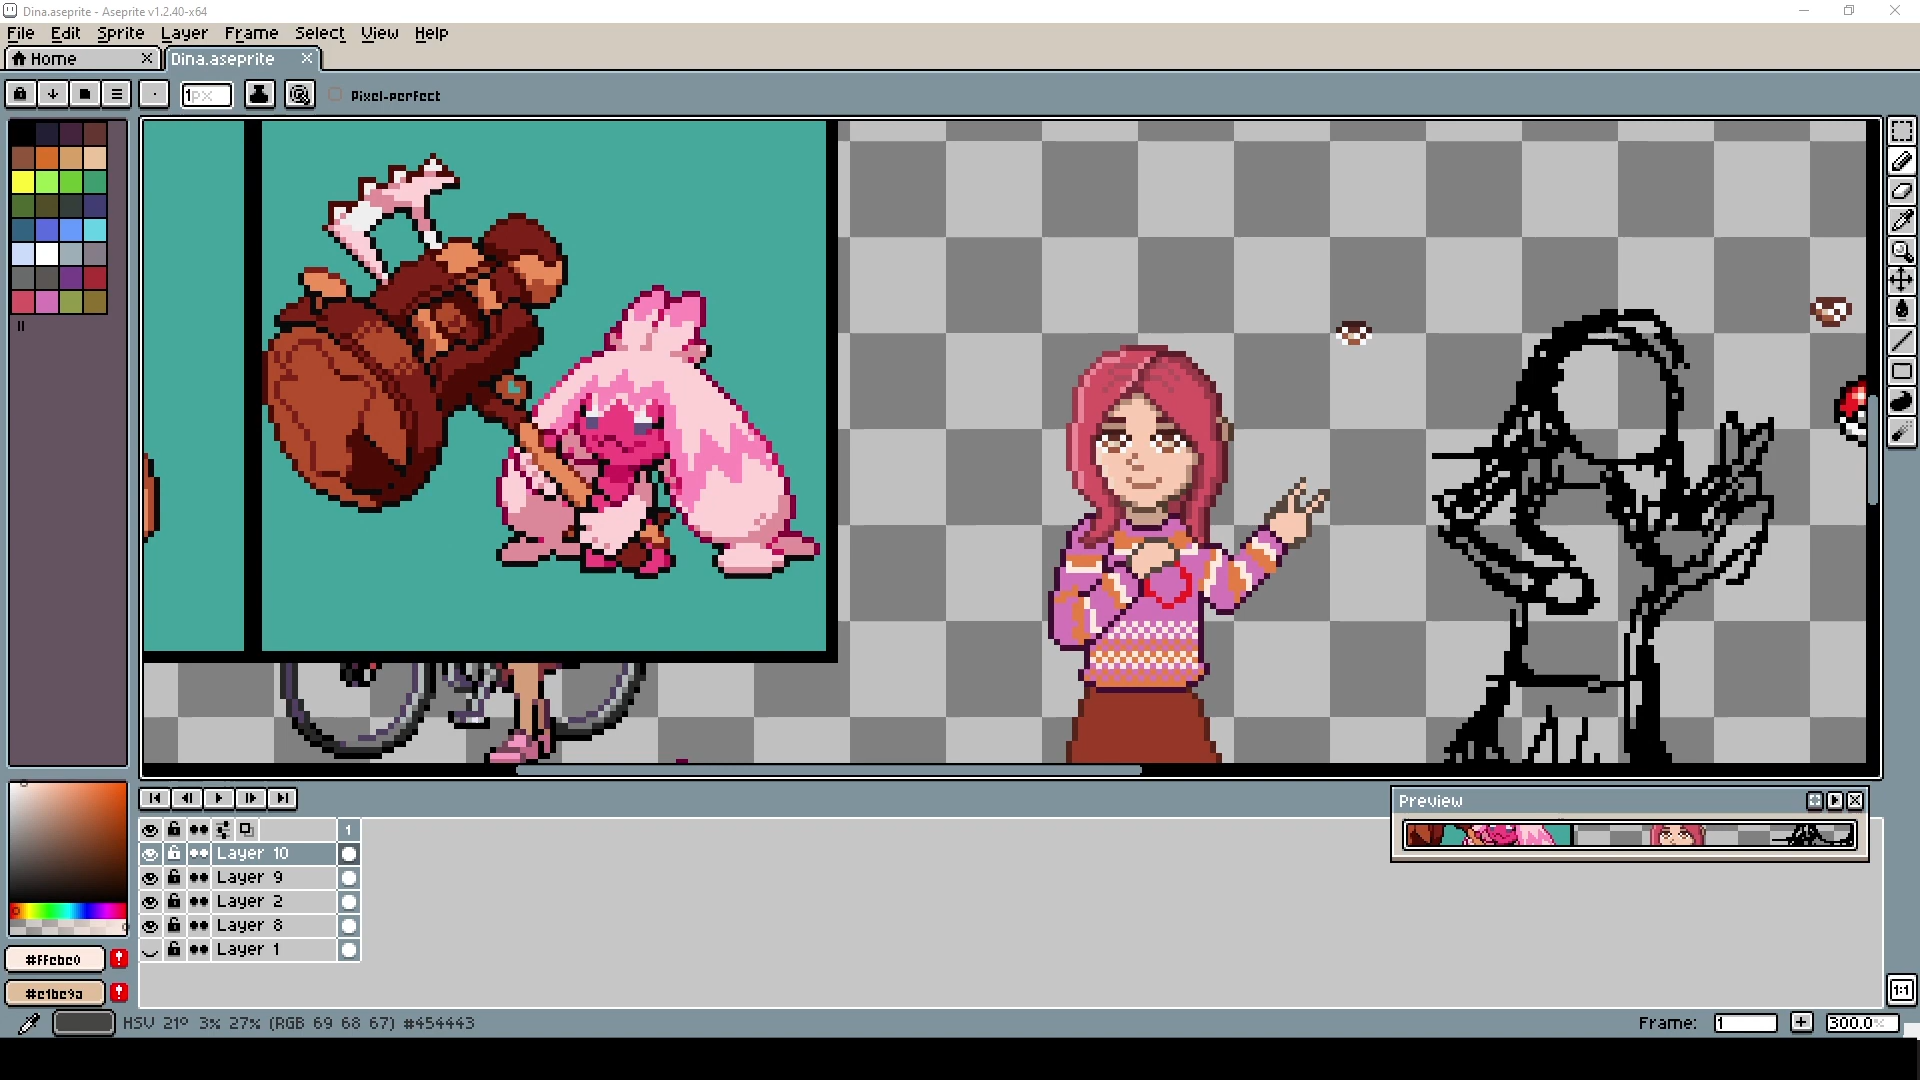 Dina.aseprite - Aseprite v1.2.40-x64
File Edit Sprite Layer Frame Select View Help
Home
Dina.aseprite
1px
Pixel-perfect
Preview
1
Layer 10
Layer 9
Layer 2
Layer 8
Layer 1
#ffebe0
#e1bc9a
1:1
HSV 21° 3% 27% (RGB 69 68 67) #454443
Frame: 1
300.0%